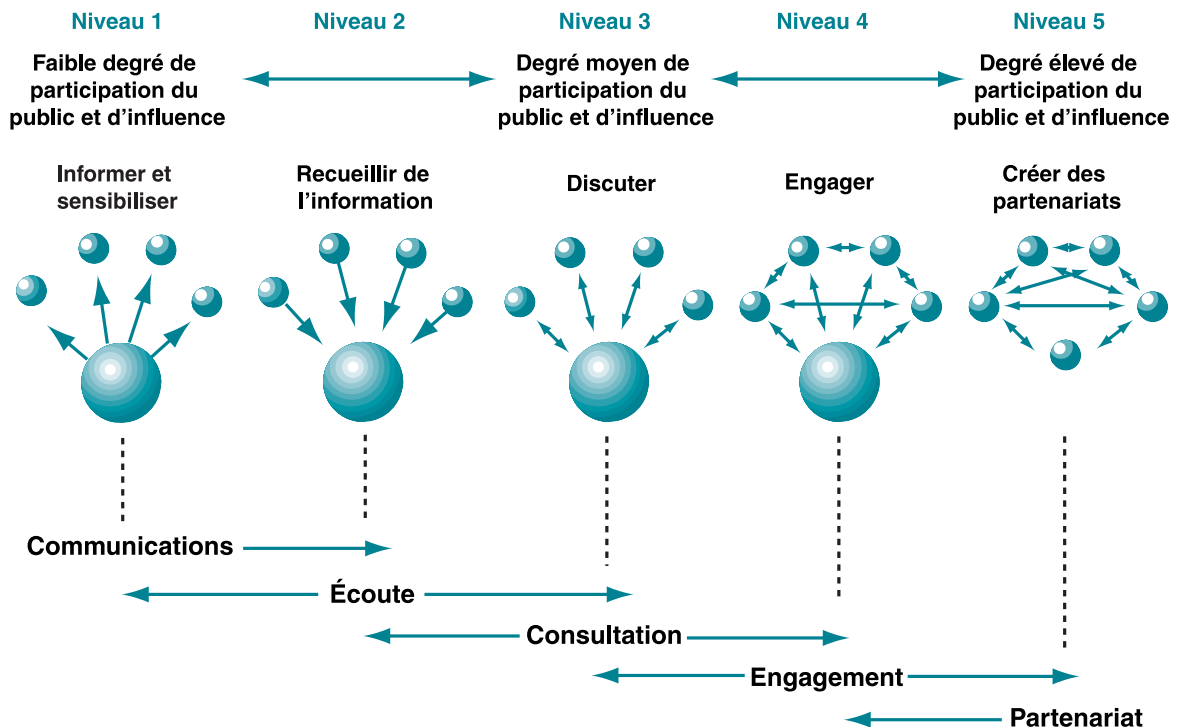 Niveau 1
Niveau 2
Niveau 3
Niveau 4
Niveau 5
Faible degré de
participation du
public et d'influence
Degré moyen de
participation du
public et d'influence
Degré élevé de
participation du
public et d'influence
Informer et
sensibiliser
Recueillir de
l'information
Discuter
Engager
Créer des
partenariats
Communications
Écoute
Consultation
Engagement
Partenariat